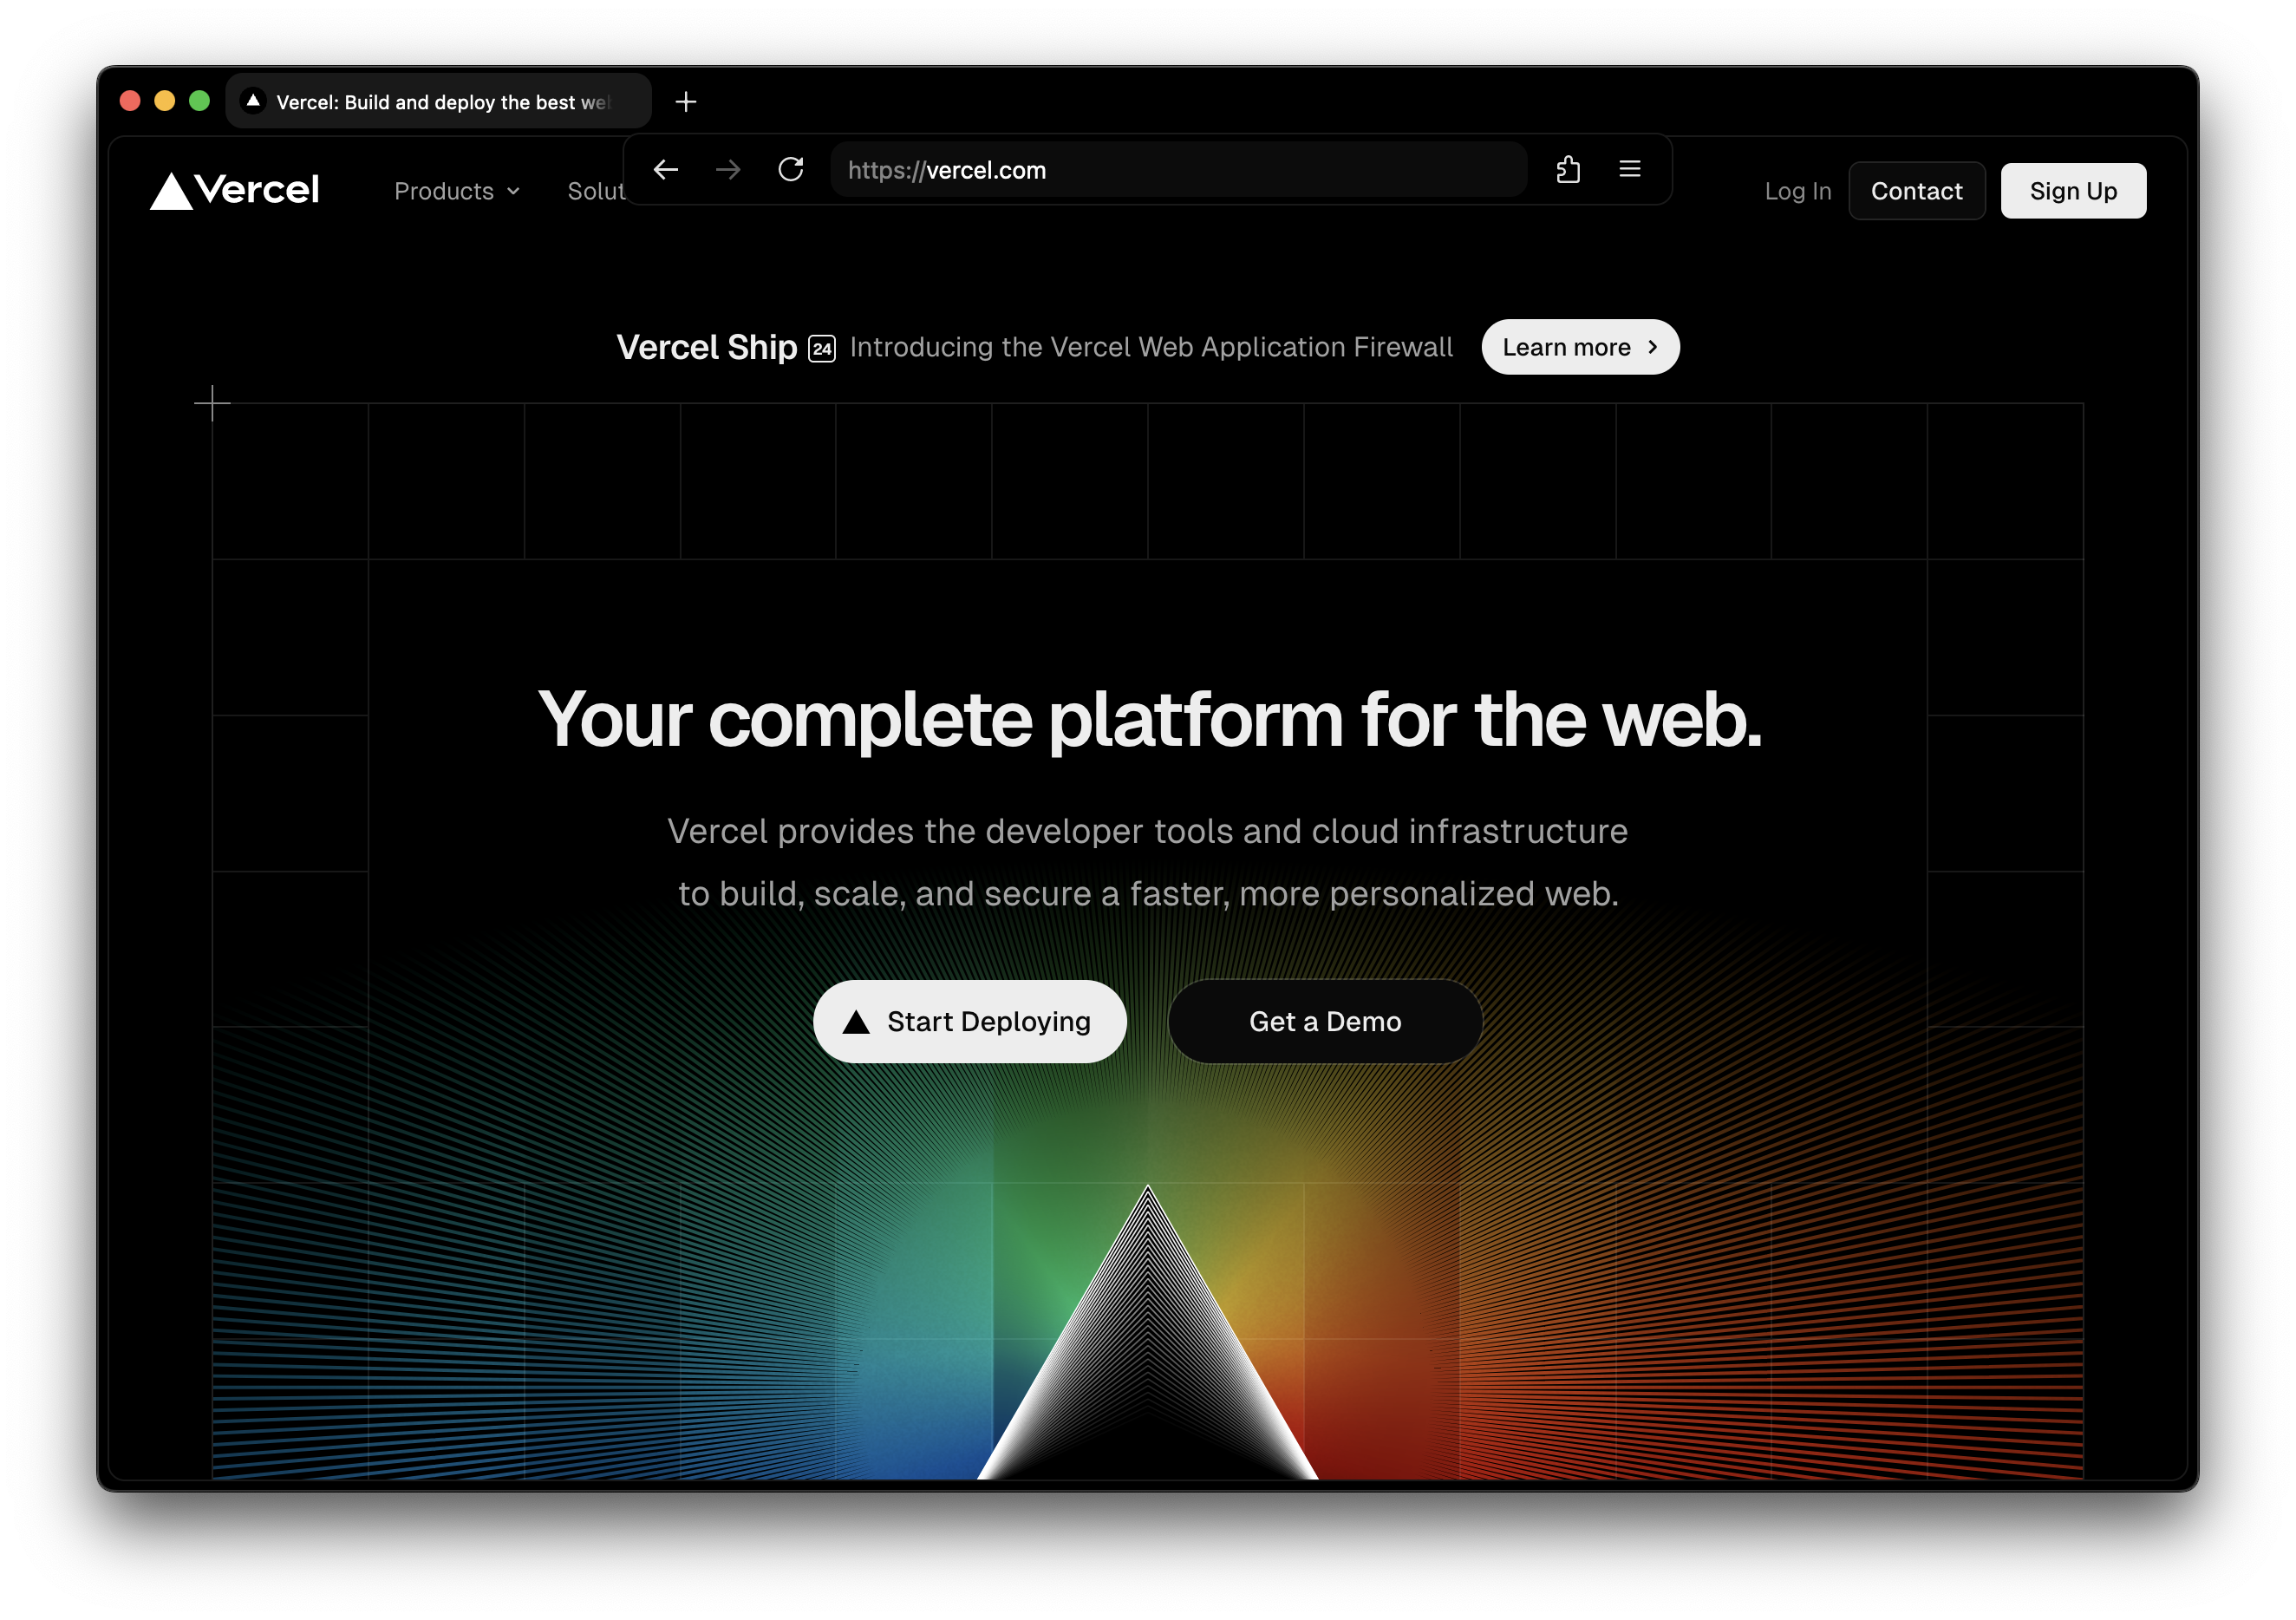 Vercel: Build and deploy the best we
https://vercel.com
Vercel
Products
Solut
Log In
Contact
Sign Up
Vercel Ship 24 Introducing the Vercel Web Application Firewall
Learn more
Your complete platform for the web.
Vercel provides the developer tools and cloud infrastructure
to build, scale, and secure a faster, more personalized web.
Start Deploying
Get a Demo